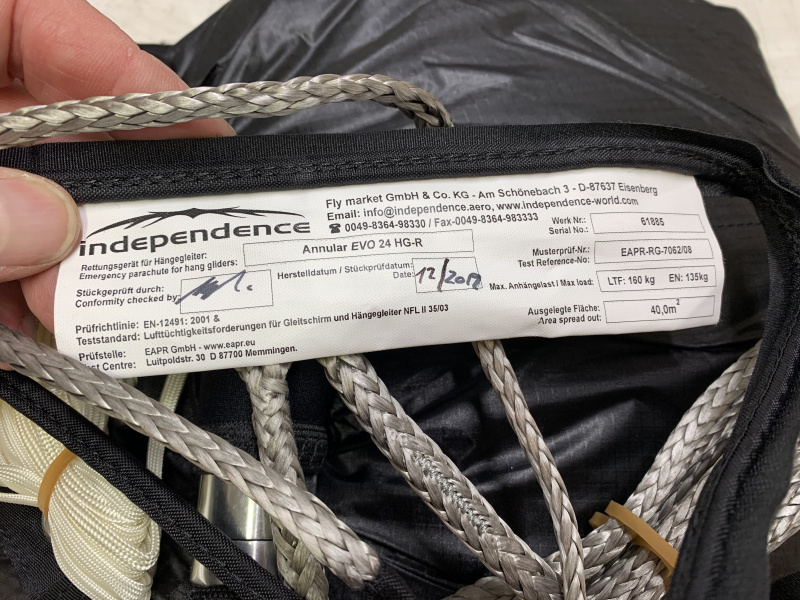 independence
Fly market GmbH & Co. KG - Am Schönebach 3 - D-87637 Eisenberg
Email: info@independence.aero, www.independence-world.com
☎ 0049-8364-98330 / Fax-0049-8364-983333
Werk Nr.:
Serial No.:
61885
Rettungsgerät für Hängegleiter:
Emergency parachute for hang gliders:
Annular EVO 24 HG-R
Musterprüf-Nr.:
Test Reference-No:
EAPR-RG-7062/08
Stückgeprüft durch:
Conformity checked by
Herstelldatum / Stückprüfdatum:
Date:
Max. Anhängelast / Max load:
LTF: 160 kg EN: 135kg
Prüfrichtline: EN-12491: 2001 &
Teststandard: Lufttüchtigkeitsforderungen für Gleitschirm und Hängegleiter NFL II 35/03
Ausgelegte Fläche:
Area spread out:
40,0m²
Prüfstelle: EAPR GmbH - www.eapr.eu
Centre: Luitpoldstr. 30 D 87700 Memmingen.